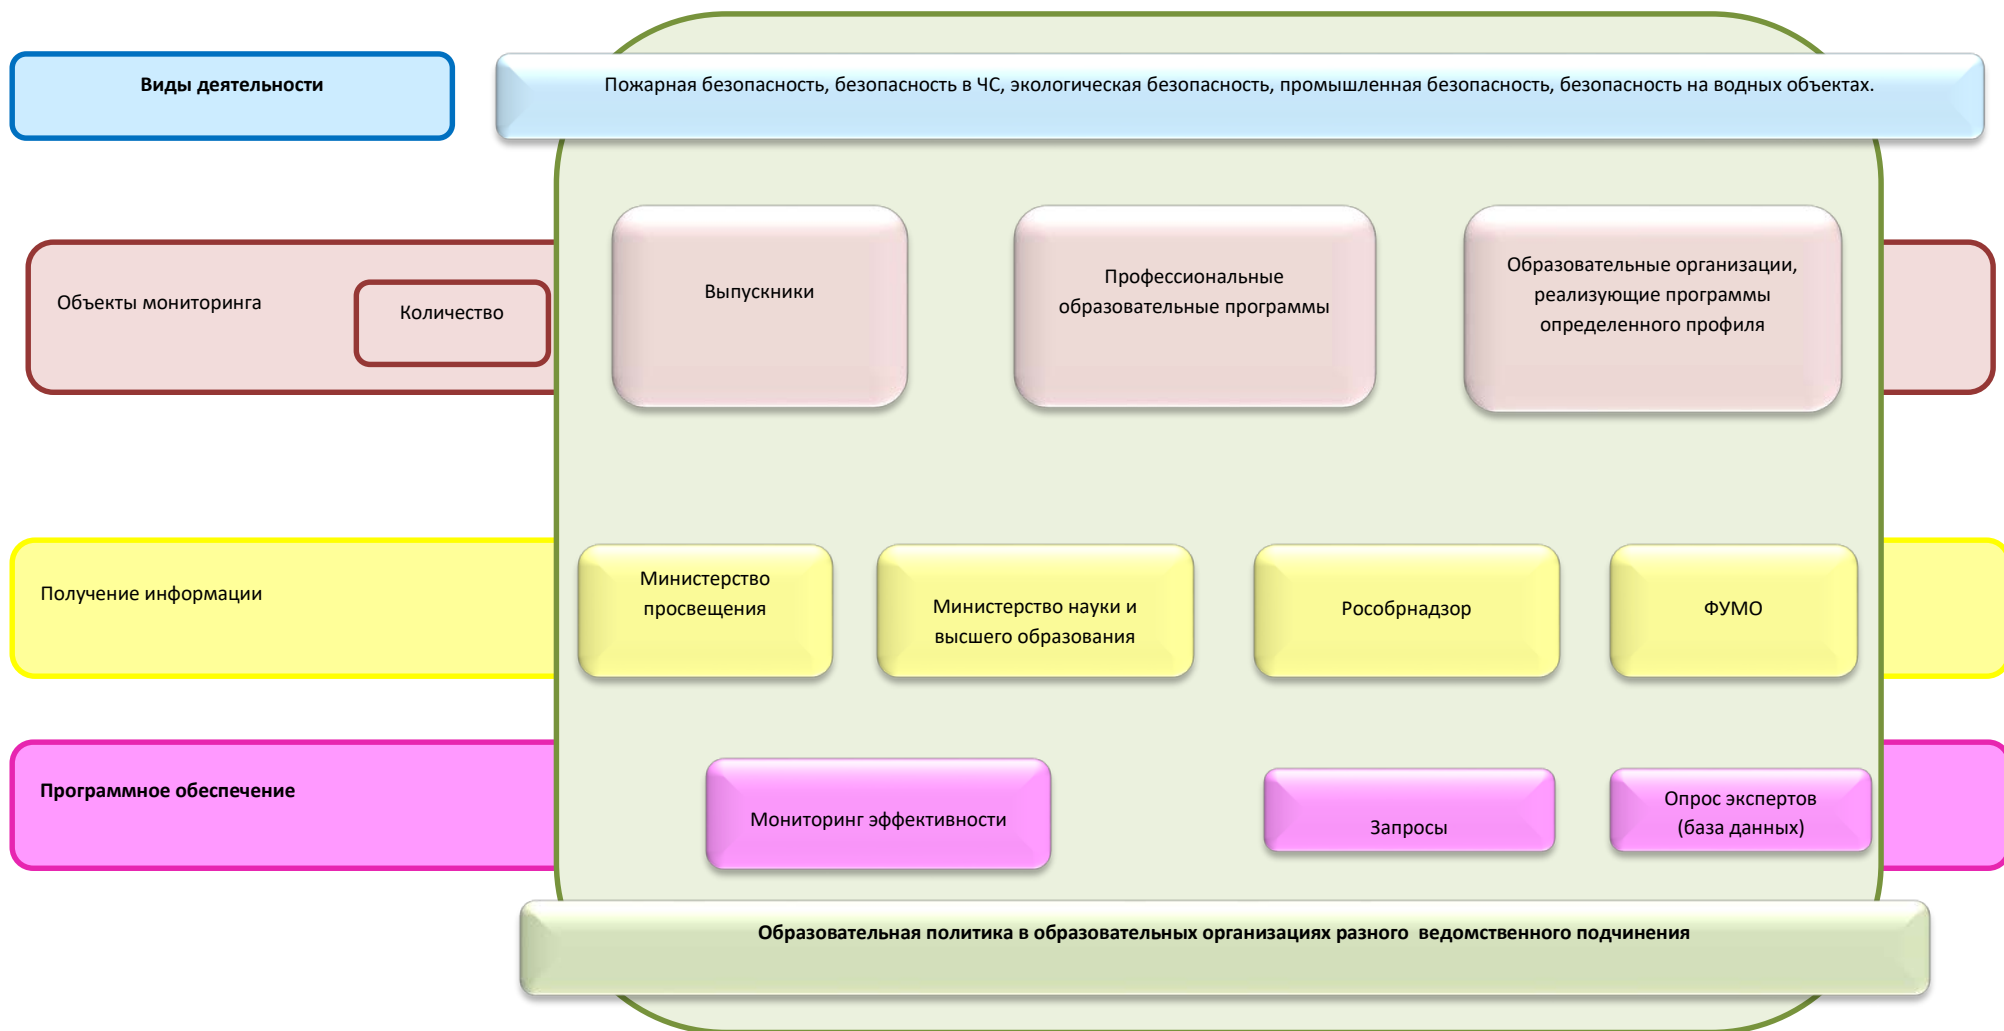 Виды деятельности
Пожарная безопасность, безопасность в ЧС, экологическая безопасность, промышленная безопасность, безопасность на водных объектах.
Объекты мониторинга
Количество
Выпускники
Профессиональные
образовательные программы
Образовательные организации,
реализующие программы
определенного профиля
Получение информации
Министерство
просвещения
Министерство науки и
высшего образования
Рособрнадзор
ФУМО
Программное обеспечение
Мониторинг эффективности
Запросы
Опрос экспертов
(база данных)
Образовательная политика в образовательных организациях разного ведомственного подчинения